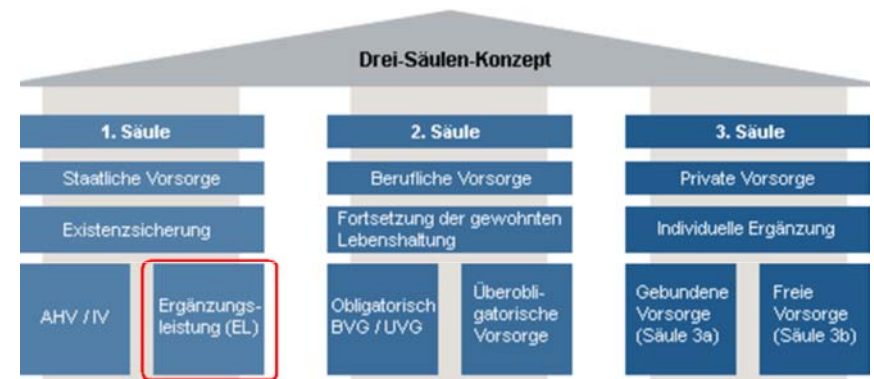 Drei-Säulen-Konzept
1. Säule
2. Säule
3. Säule
Staatliche Vorsorge
Berufliche Vorsorge
Private Vorsorge
Existenzsicherung
Fortsetzung der gewohnten
Lebenshaltung
Individuelle Ergänzung
AHV / IV
Ergänzungs-
leistung (EL)
Obligatorisch
BVG / UVG
Überobli-
gatorische
Vorsorge
Gebundene
Vorsorge
(Säule 3a)
Freie
Vorsorge
(Säule 3b)